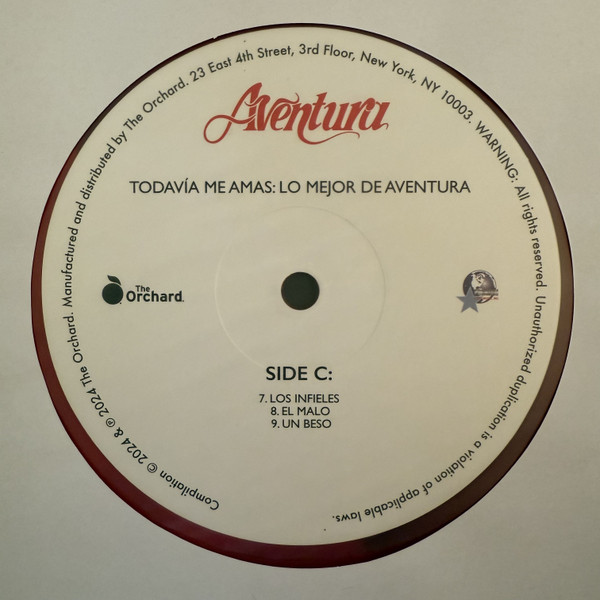 Compilation © 2024 & ℗ 2024 The Orchard. Manufactured and distributed by The Orchard. 23 East 4th Street, 3rd Floor, New York, NY 10003. WARNING: All rights reserved. Unauthorized duplication is a violation of applicable laws.
Aventura
TODAVÍA ME AMAS: LO MEJOR DE AVENTURA
The
Orchard.
SIDE C:
7. LOS INFIELES
8. EL MALO
9. UN BESO